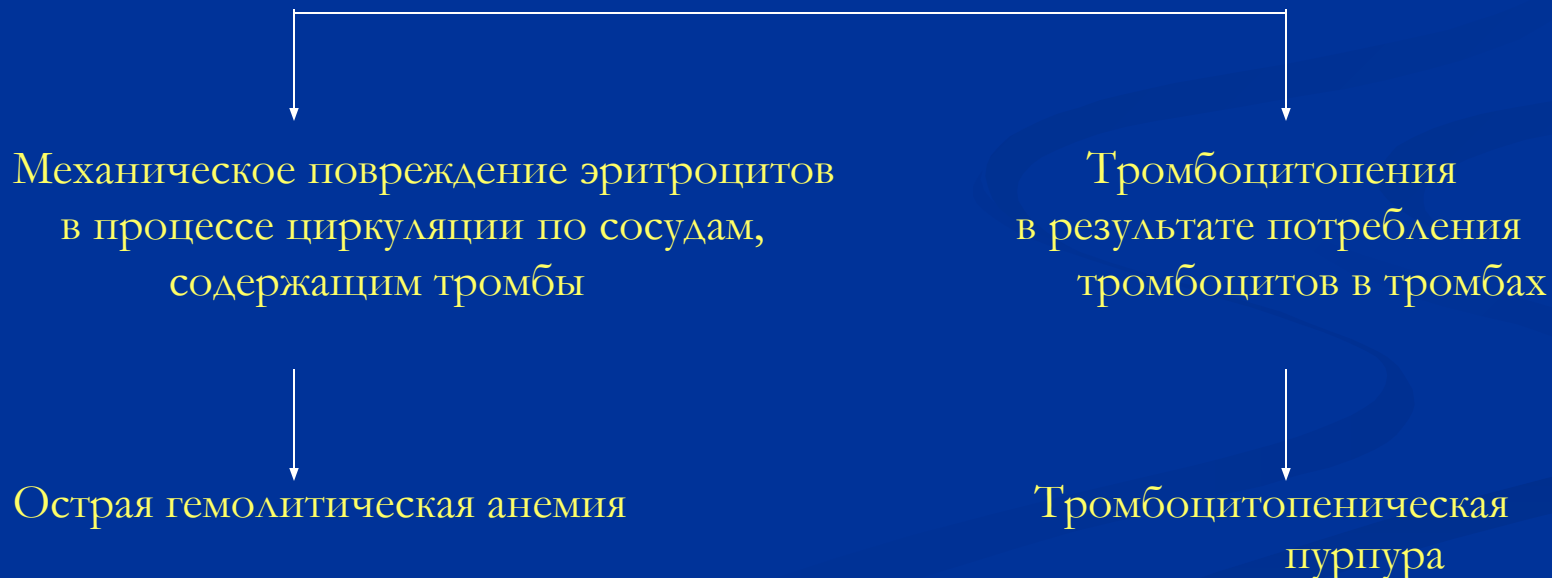 Механическое повреждение эритроцитов
в процессе циркуляции по сосудам,
содержащим тромбы
Тромбоцитопения
в результате потребления
тромбоцитов в тромбах
Острая гемолитическая анемия
Тромбоцитопеническая
пурпура